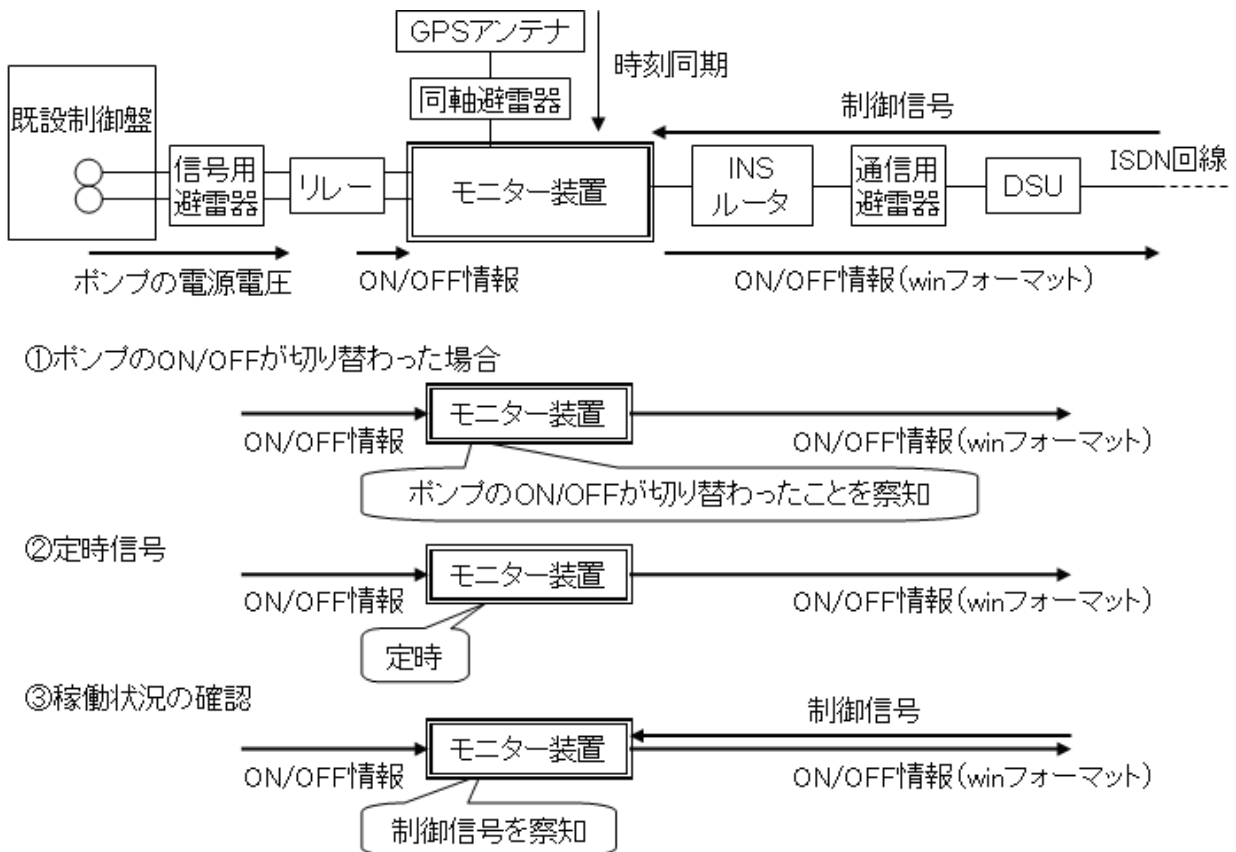 GPSアンテナ
時刻同期
同軸避雷器
制御信号
既設制御盤
ISDN回線
信号用
避雷器
リレー
モニター装置
INS
ルータ
通信用
避雷器
DSU
ポンプの電源電圧
ON/OFF情報
ON/OFF情報(winフォーマット)
①ポンプのON/OFFが切り替わった場合
モニター装置
ON/OFF情報
ON/OFF情報(winフォーマット)
ポンプのON/OFFが切り替わったことを察知
②定時信号
モニター装置
ON/OFF情報
ON/OFF情報(winフォーマット)
定時
③稼働状況の確認
制御信号
モニター装置
ON/OFF情報
ON/OFF情報(winフォーマット)
制御信号を察知